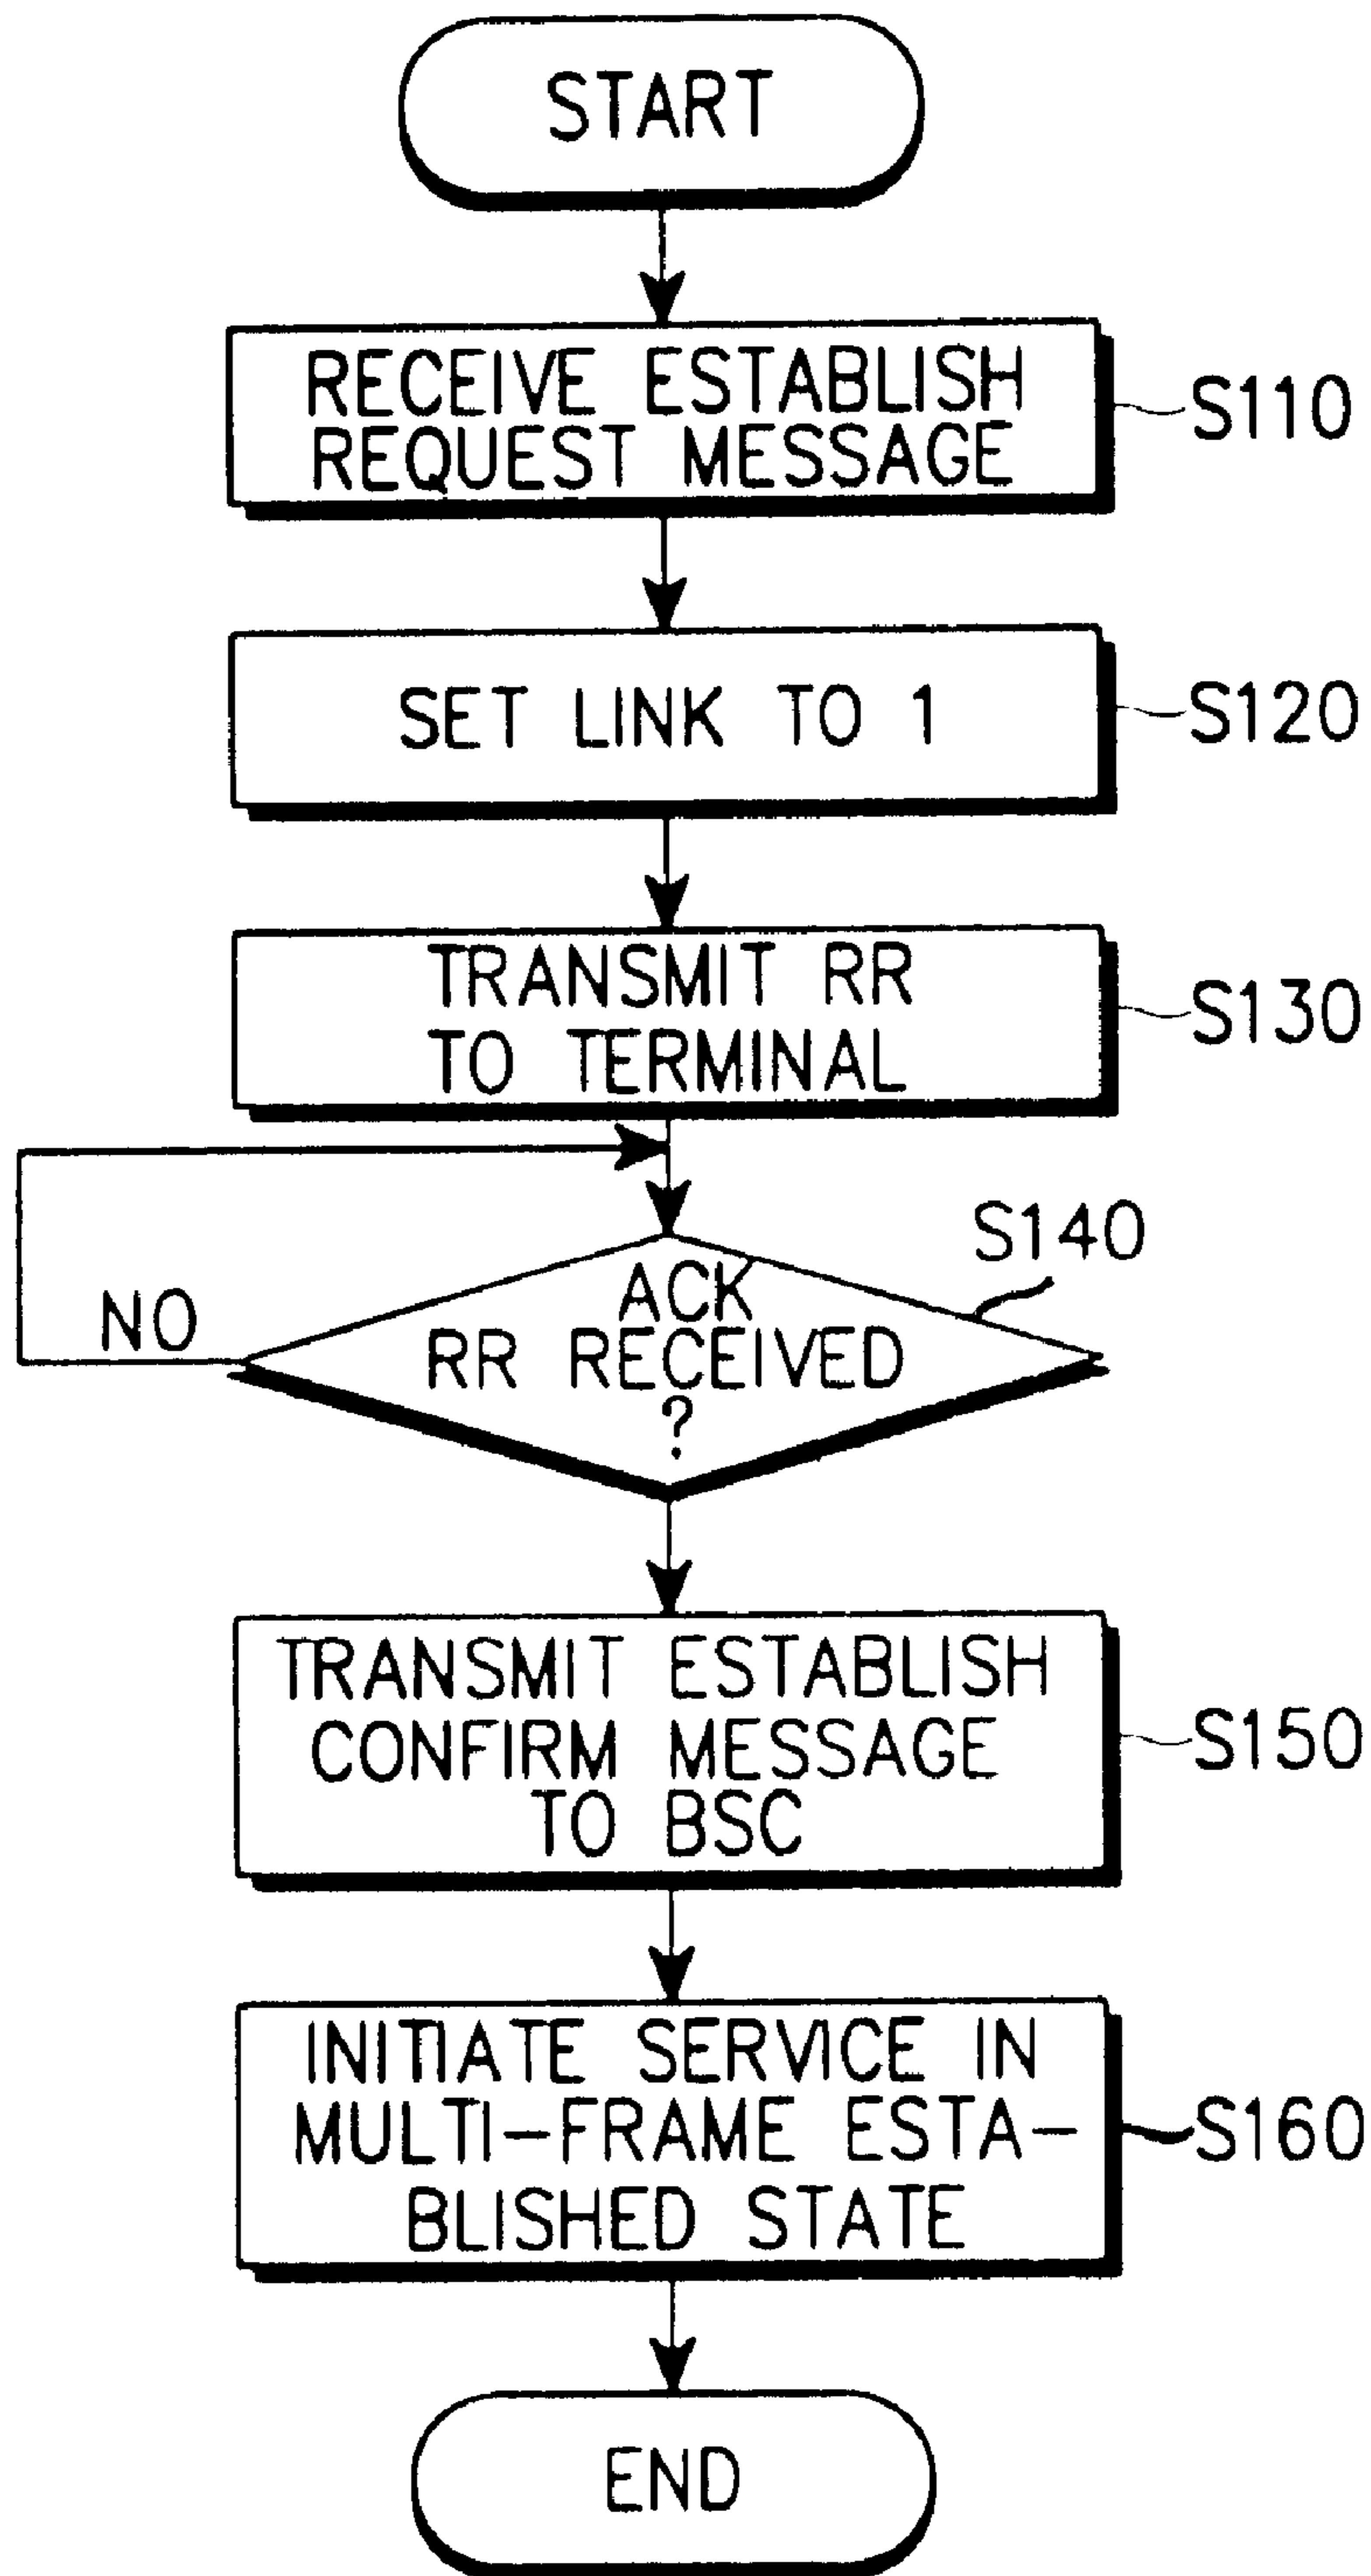 START
RECEIVE ESTABLISH
REQUEST MESSAGE
S110
SET LINK TO 1
S120
TRANSMIT RR
TO TERMINAL
S130
S140
ACK
RR RECEIVED
?
NO
TRANSMIT ESTABLISH
CONFIRM MESSAGE
TO BSC
S150
INITIATE SERVICE IN
MULTI-FRAME ESTA-
BLISHED STATE
S160
END